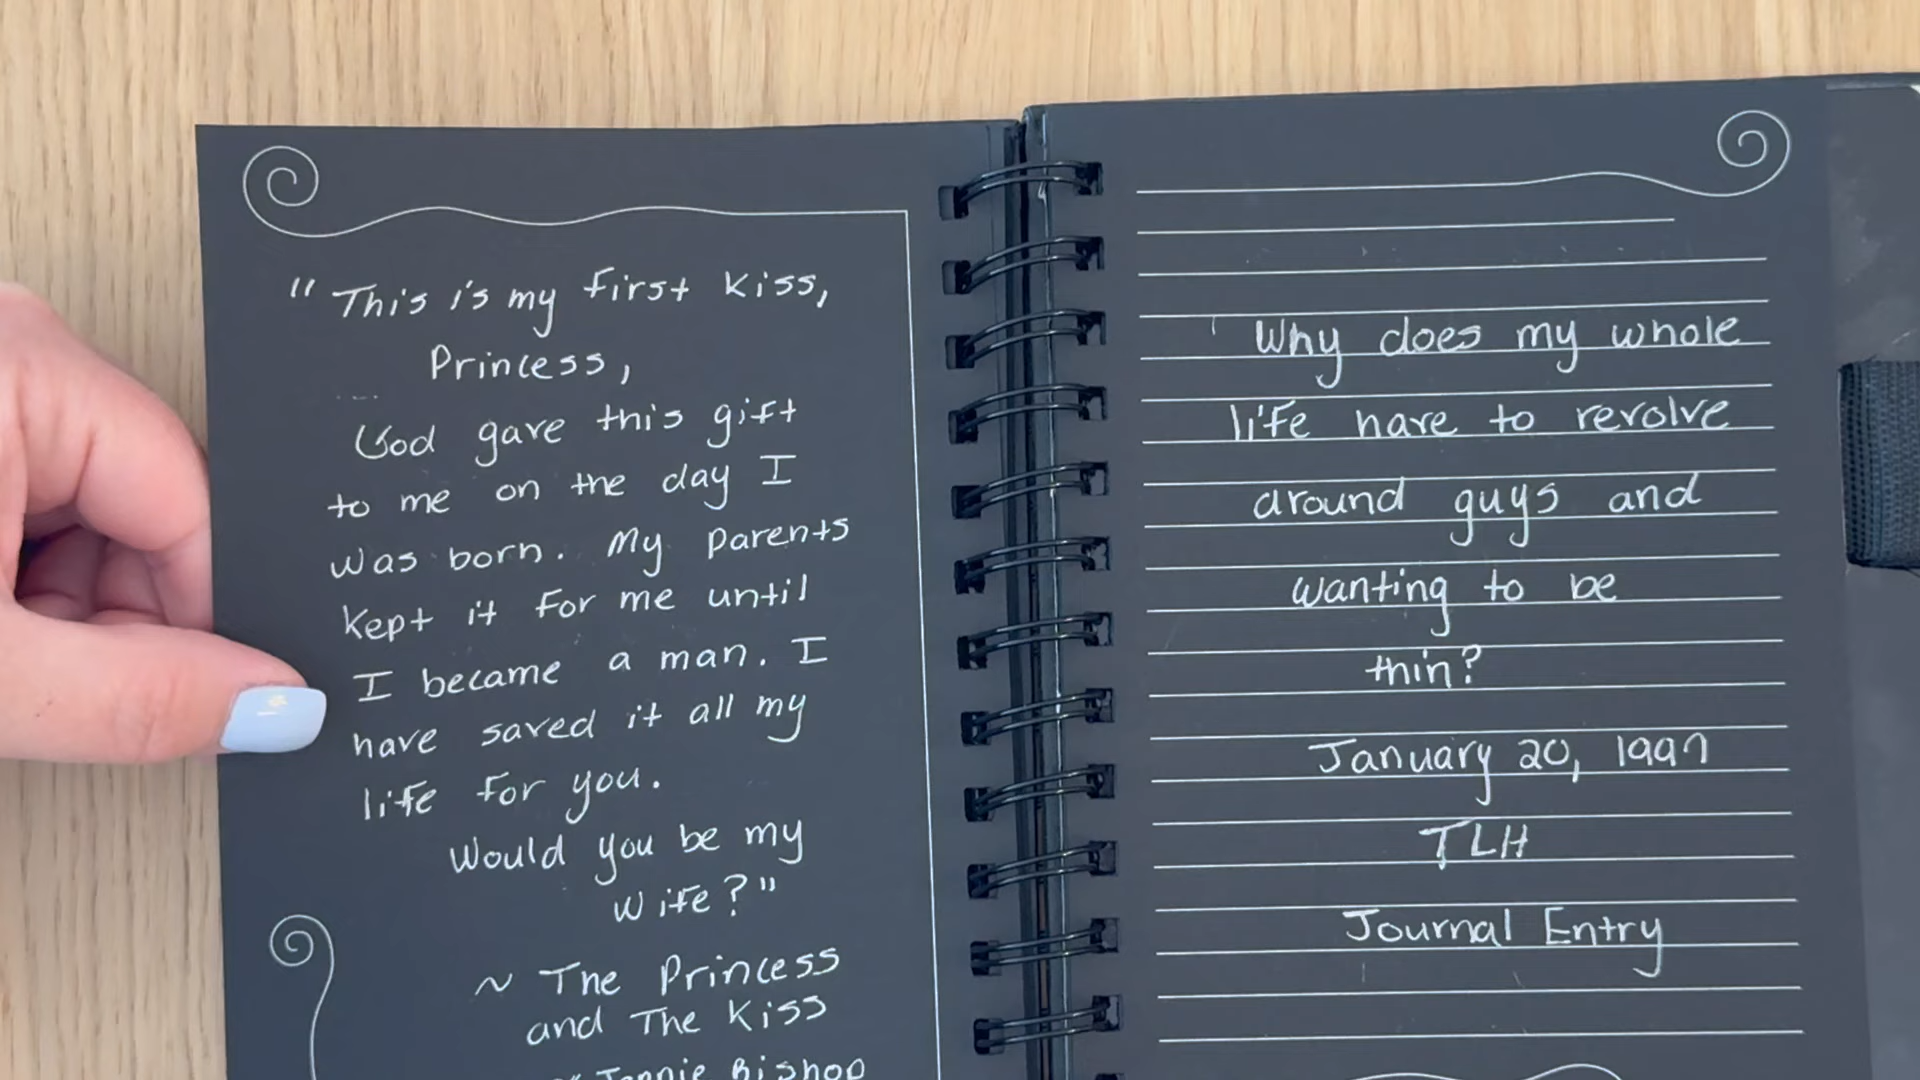 "This is my first kiss,
Princess,
God gave this gift
to me on the day I
was born. My parents
kept it for me until
I became a man. I
have saved it all my
life for you.
Would you be my
wife?"
~ The Princess
and The Kiss
Jennie Bishop
Why does my whole
life have to revolve
around guys and
wanting to be
thin?
January 20, 1997
TLH
Journal Entry